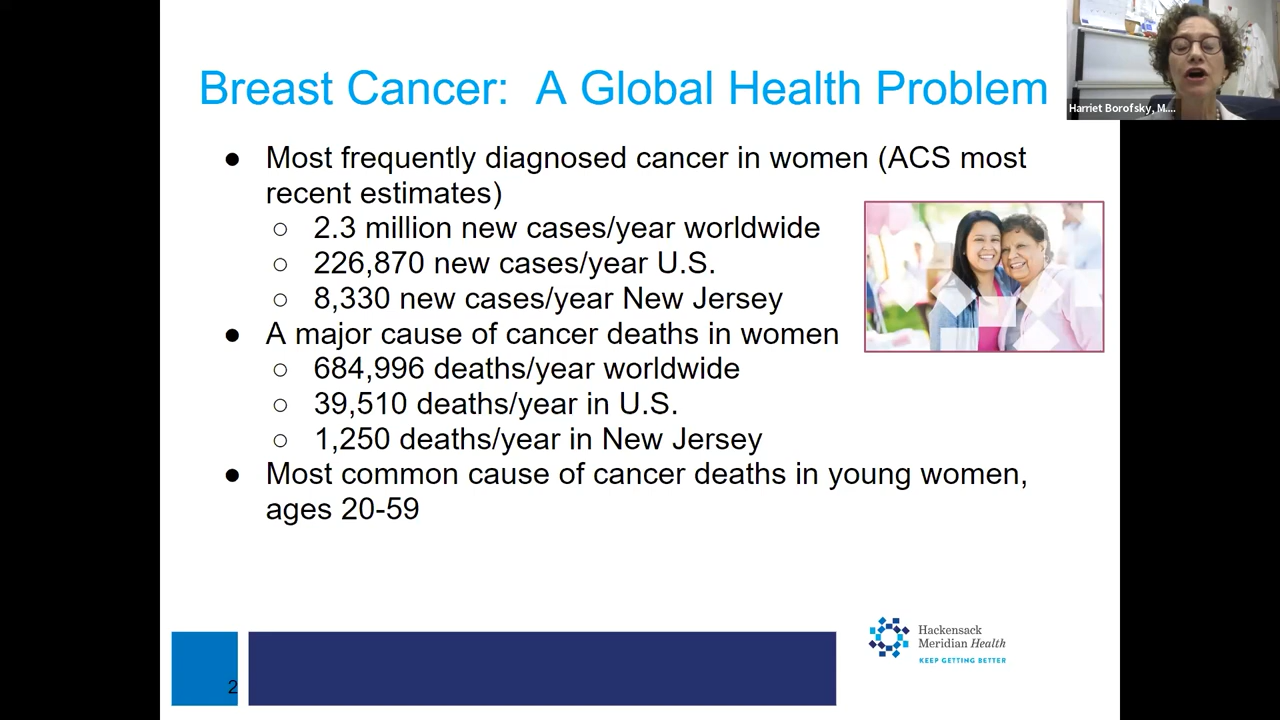 Breast Cancer: A Global Health Problem
Harriet Borofsky, M....
● Most frequently diagnosed cancer in women (ACS most
recent estimates)
○ 2.3 million new cases/year worldwide
○ 226,870 new cases/year U.S.
○ 8,330 new cases/year New Jersey
● A major cause of cancer deaths in women
○ 684,996 deaths/year worldwide
○ 39,510 deaths/year in U.S.
○ 1,250 deaths/year in New Jersey
● Most common cause of cancer deaths in young women,
ages 20-59
Hackensack
Meridian Health
KEEP GETTING BETTER
2